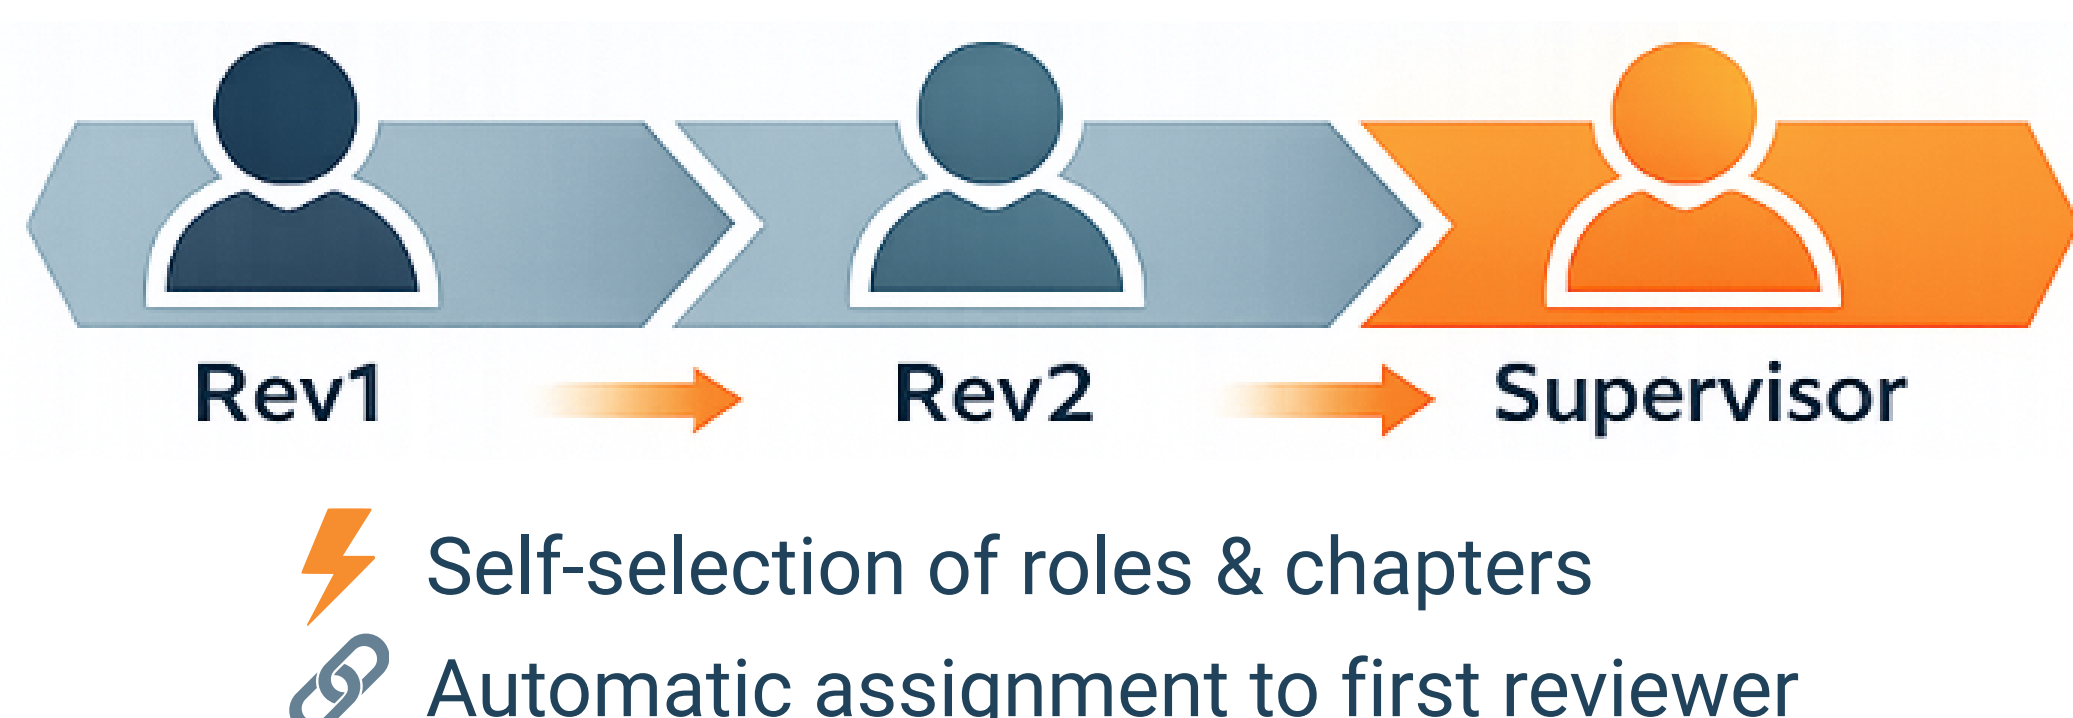 Rev1 Rev2 Supervisor
Self-selection of roles & chapters
Automatic assignment to first reviewer